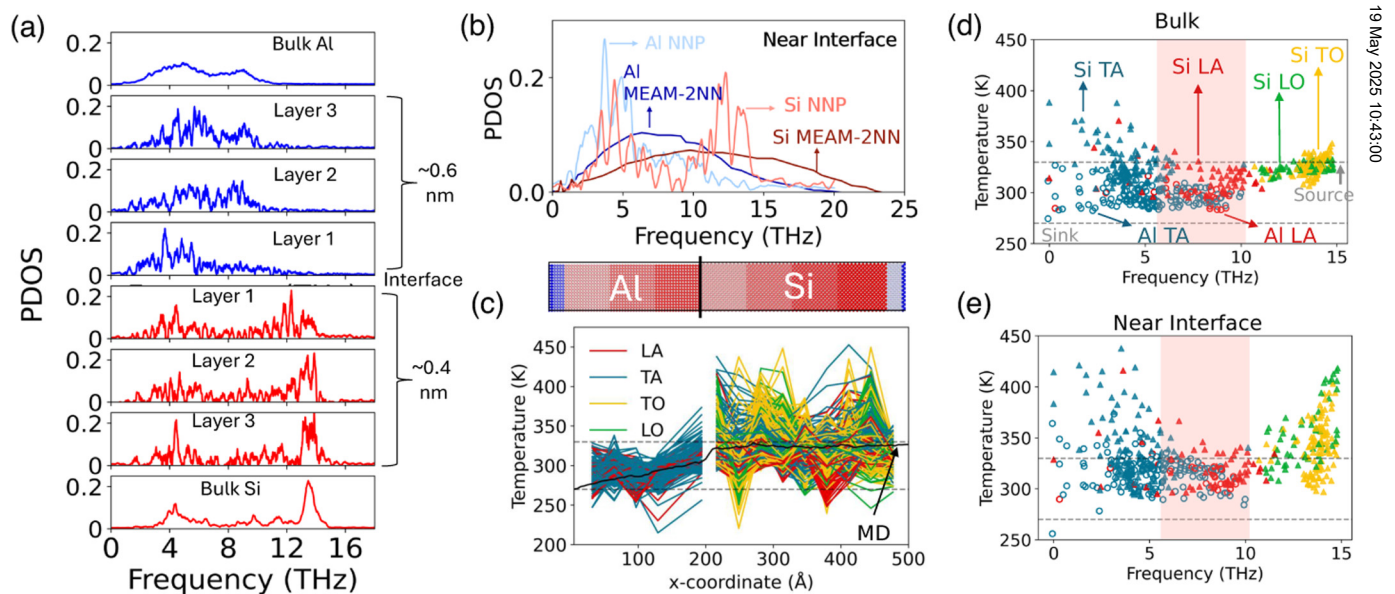 (a)
PDOS
0.2
0
Bulk Al
0.2
0
Layer 3
0.2
0
Layer 2
0.2
0
Layer 1
~0.6
nm
Interface
0.2
0
Layer 1
0.2
0
Layer 2
0.2
0
Layer 3
~0.4
nm
0.2
0
Bulk Si
0 4 8 12 16
Frequency (THz)
(b)
Near Interface
Al NNP
Al
MEAM-2NN
Si NNP
Si MEAM-2NN
PDOS
0.2
0.0
0 5 10 15 20 25
Frequency (THz)
Al Si
(c)
LA
TA
TO
LO
MD
Temperature (K)
450
400
350
300
250
200
100 200 300 400 500
x-coordinate (Å)
(d)
Bulk
Si TA
Si LA
Si LO
Si TO
Source
Sink
Al TA
Al LA
Temperature (K)
450
400
350
300
250
0 5 10 15
Frequency (THz)
(e)
Near Interface
Temperature (K)
450
400
350
300
250
0 5 10 15
Frequency (THz)
19 May 2025 10:43:00